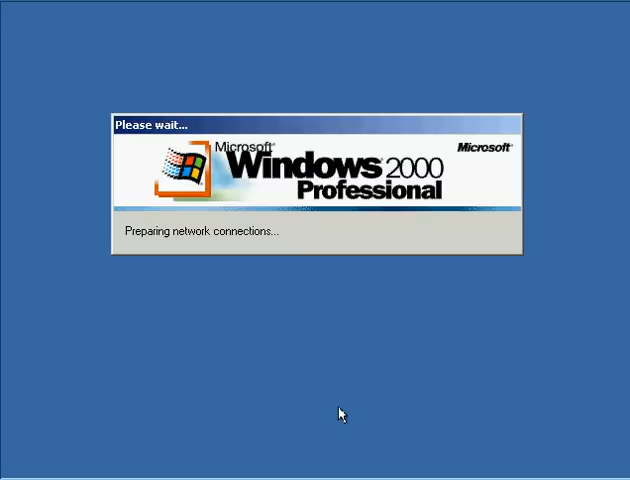 Please wait...
Microsoft® Microsoft®
Windows® 2000
Professional
Preparing network connections...